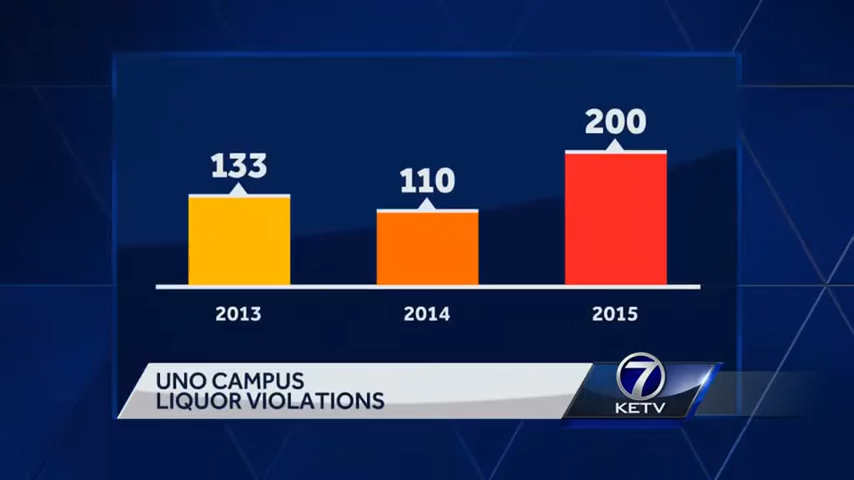 133
110
200
2013
2014
2015
UNO CAMPUS
LIQUOR VIOLATIONS
7
KETV